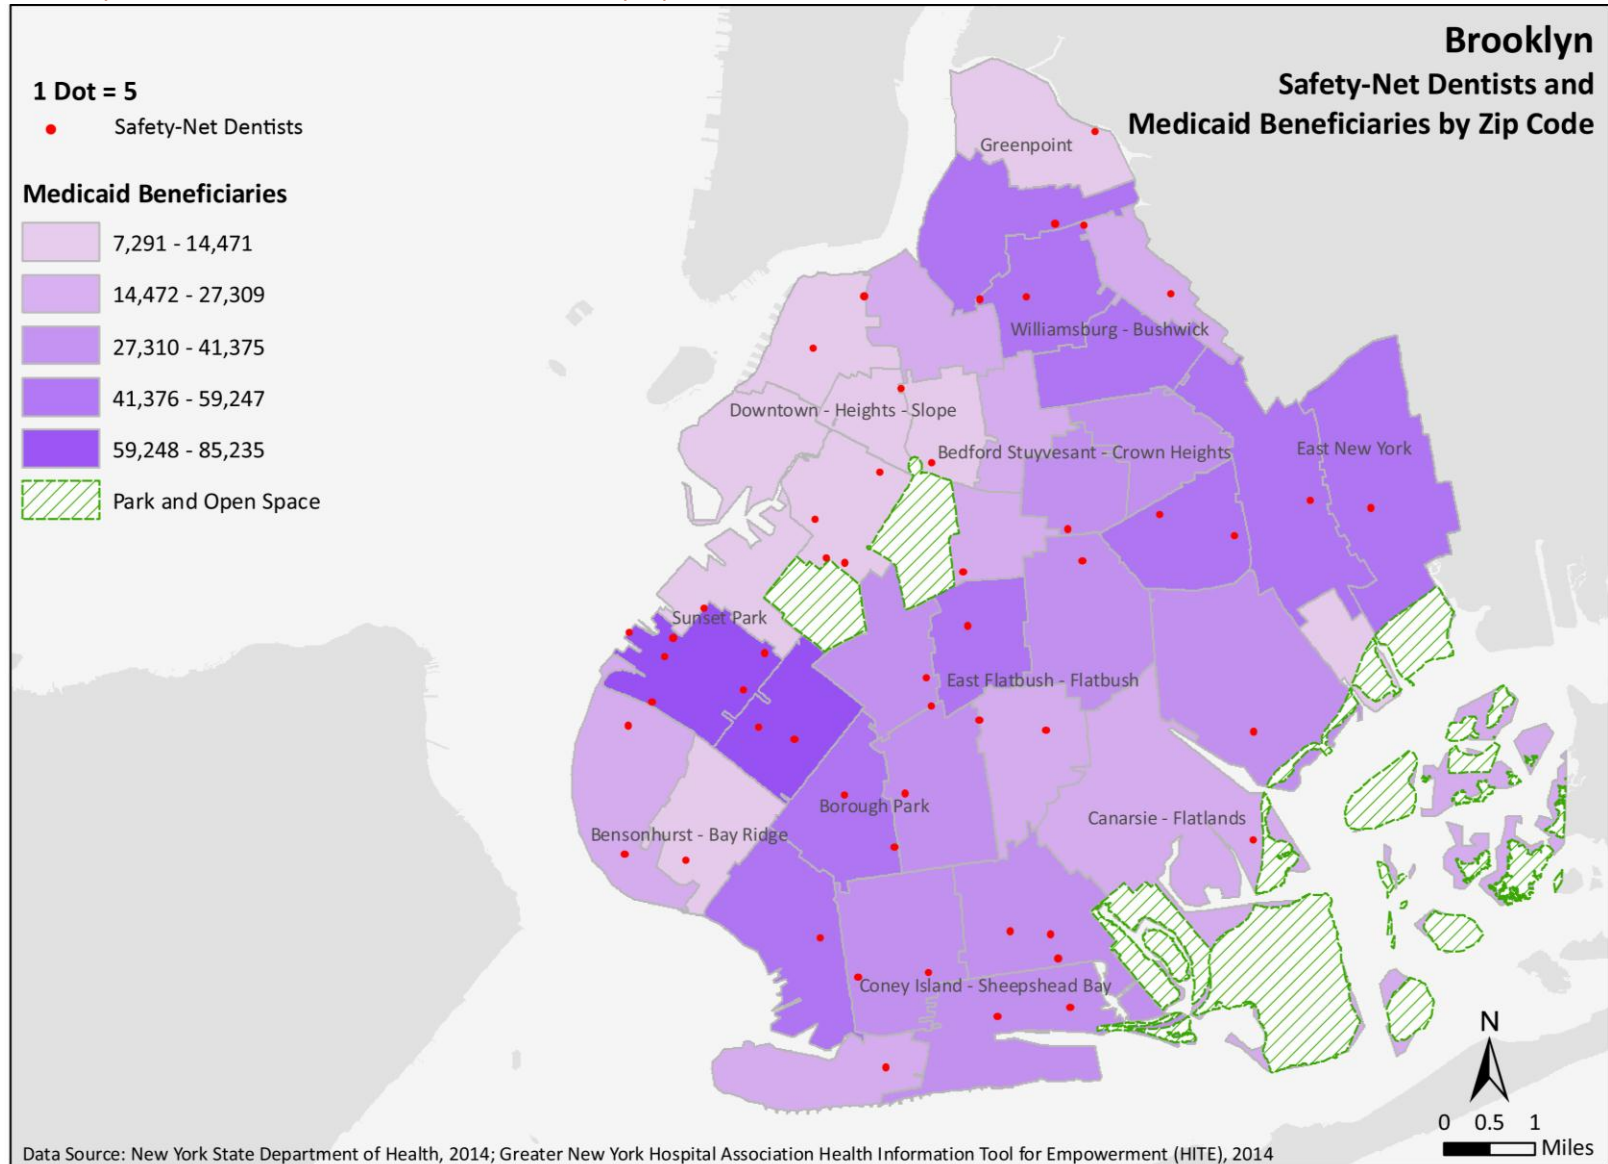 Brooklyn
Safety-Net Dentists and
Medicaid Beneficiaries by Zip Code
1 Dot = 5
Safety-Net Dentists
Medicaid Beneficiaries
7,291 - 14,471
14,472 - 27,309
27,310 - 41,375
41,376 - 59,247
59,248 - 85,235
Park and Open Space
Greenpoint
Williamsburg - Bushwick
Downtown - Heights - Slope
Bedford Stuyvesant - Crown Heights
East New York
Sunset Park
East Flatbush - Flatbush
Borough Park
Canarsie - Flatlands
Bensonhurst - Bay Ridge
Coney Island - Sheepshead Bay
N
0 0.5 1
Miles
Data Source: New York State Department of Health, 2014; Greater New York Hospital Association Health Information Tool for Empowerment (HITE), 2014